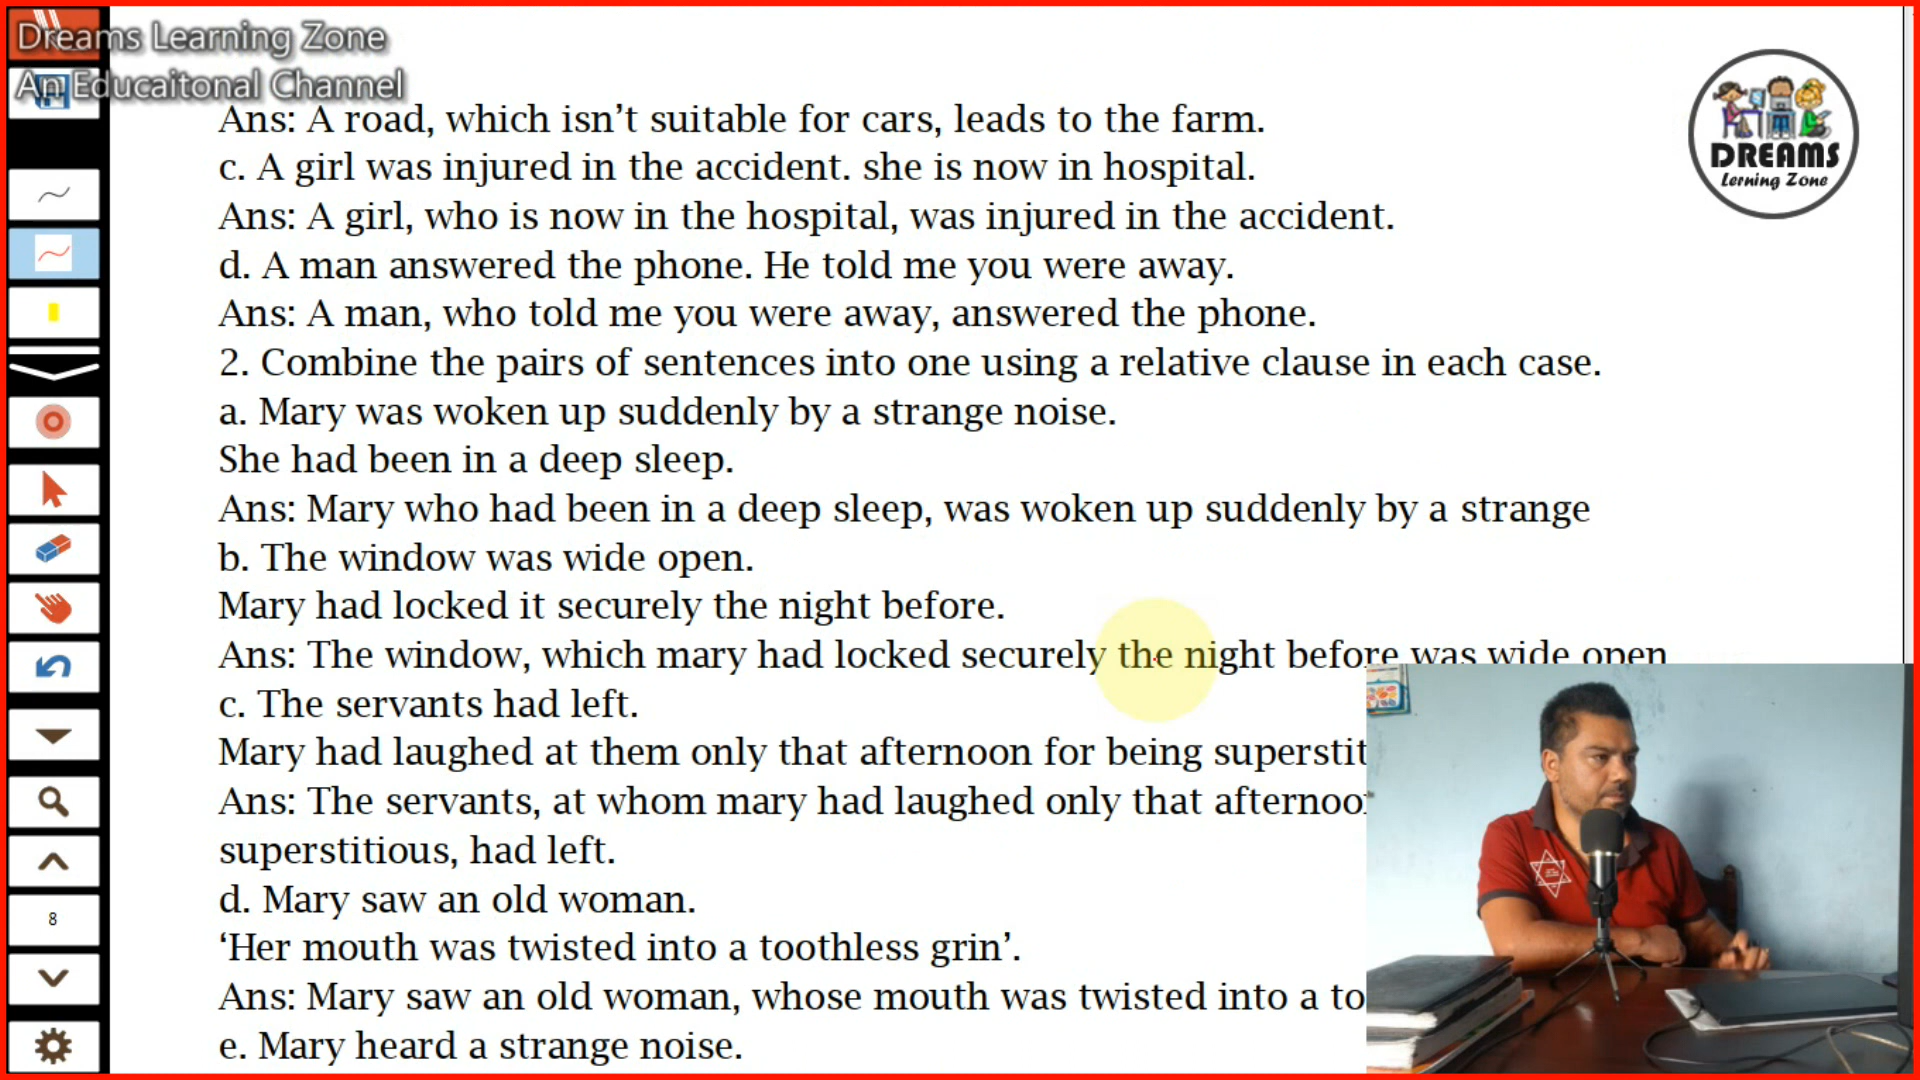 Dreams Learning Zone
An Educaitonal Channel
DREAMS
Lerning Zone
Ans: A road, which isn’t suitable for cars, leads to the farm.
c. A girl was injured in the accident. she is now in hospital.
Ans: A girl, who is now in the hospital, was injured in the accident.
d. A man answered the phone. He told me you were away.
Ans: A man, who told me you were away, answered the phone.
2. Combine the pairs of sentences into one using a relative clause in each case.
a. Mary was woken up suddenly by a strange noise.
She had been in a deep sleep.
Ans: Mary who had been in a deep sleep, was woken up suddenly by a strange
b. The window was wide open.
Mary had locked it securely the night before.
Ans: The window, which mary had locked securely the night before was wide open
c. The servants had left.
Mary had laughed at them only that afternoon for being
Ans: The servants, at whom mary had laughed only that
superstitious, had left.
d. Mary saw an old woman.
‘Her mouth was twisted into a toothless grin’.
Ans: Mary saw an old woman, whose mouth was twisted into a
e. Mary heard a strange noise.
8